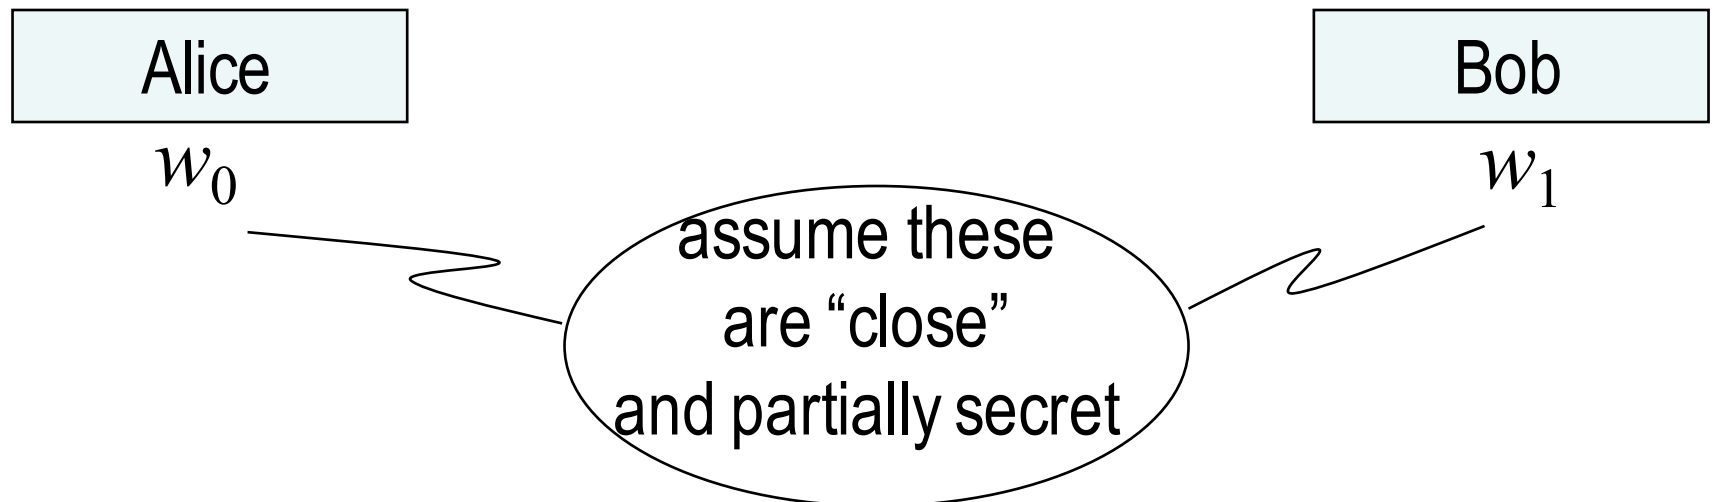 Alice
Bob
w₀
w₁
assume these
are “close”
and partially secret